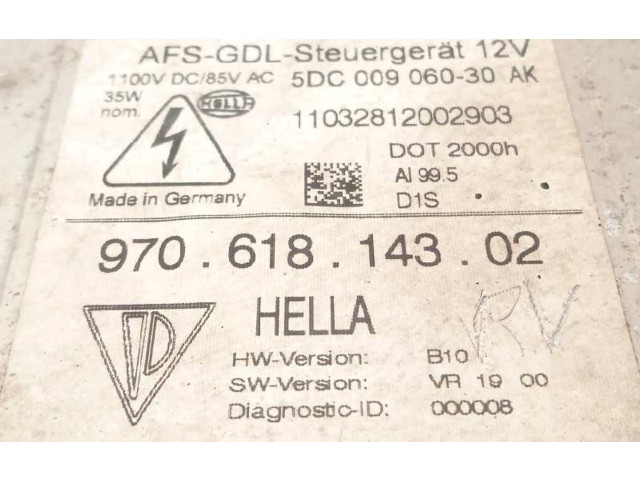 AFS-GDL-Steuergerät 12V
1100V DC/85V AC 5DC 009 060-30 AK
35W
nom.
HELLA
11032812002903
DOT 2000h
Al 99.5
D1S
Made in Germany
970.618.143.02
HELLA
RV
HW-Version: B10
SW-Version: VR 19 00
Diagnostic-ID: 000008